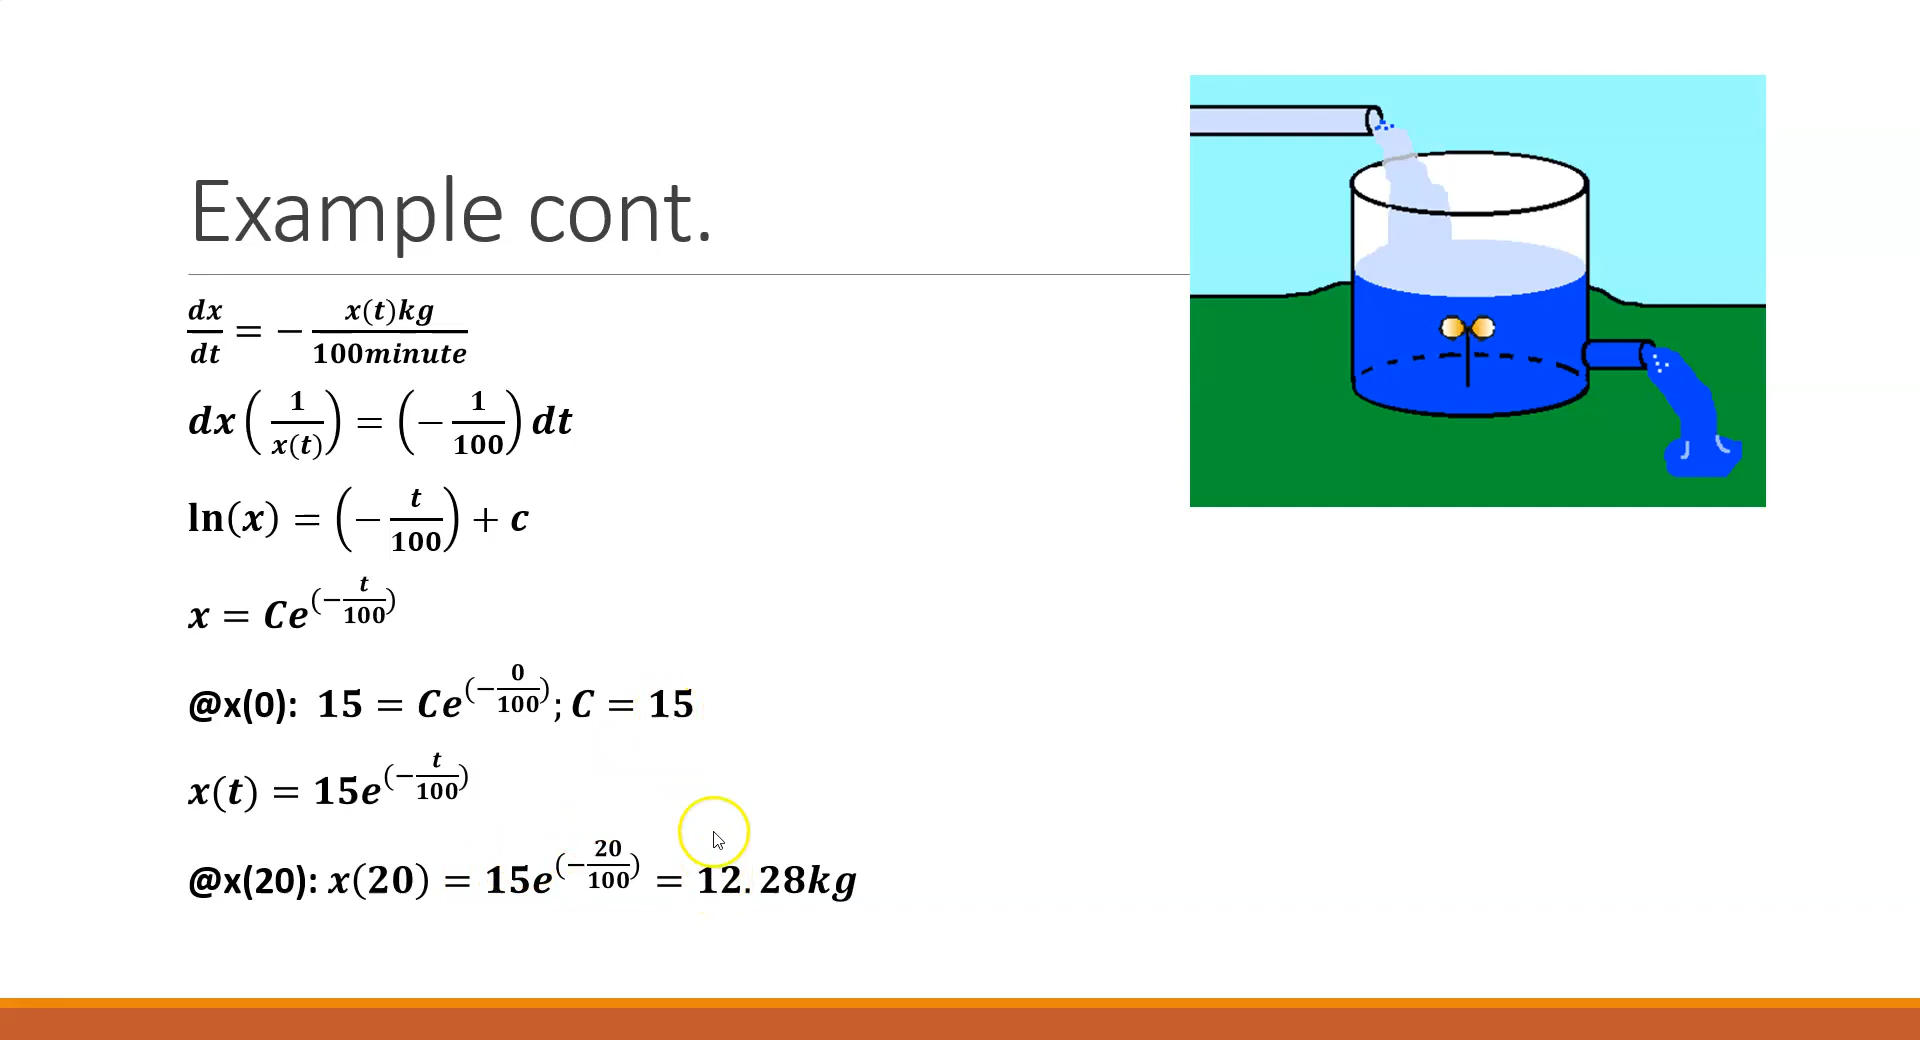 Example cont.
dx/dt = − x(t)kg/100minute
dx(1/x(t)) = (−1/100)dt
ln(x) = (−t/100) + c
x = Ce^(−t/100)
@x(0): 15 = Ce^(−0/100); C = 15
x(t) = 15e^(−t/100)
@x(20): x(20) = 15e^(−20/100) = 12.28kg